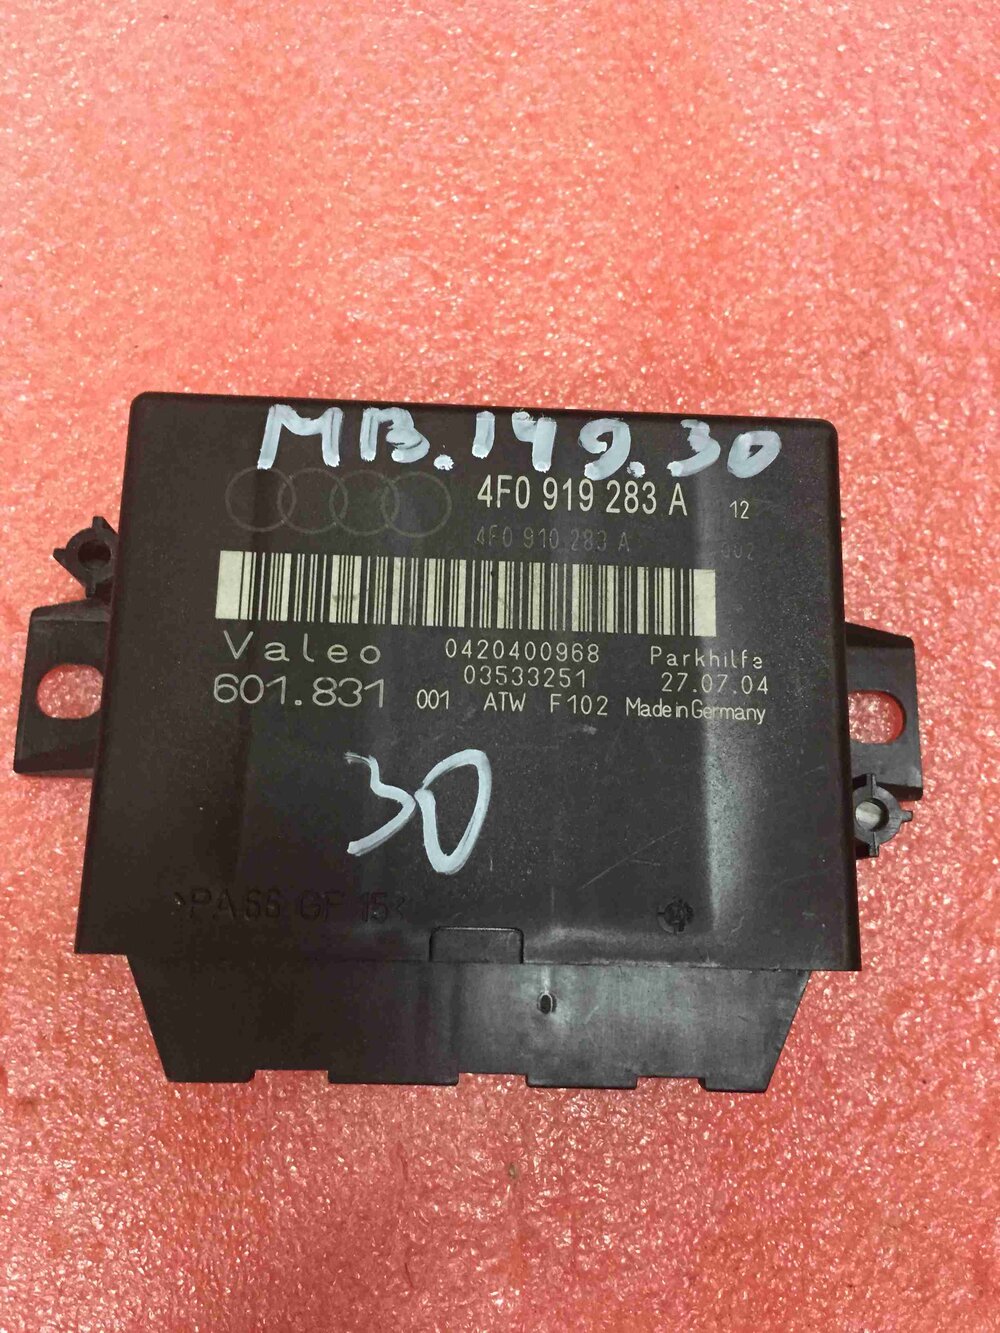 MB.149.30
4F0 919 283 A 12
4F0 910 283 A 002
Valeo 0420400968 Parkhilfe
03533251 27.07.04
601.831 001 ATW F102 Made in Germany
30
>PA66 GF 15<